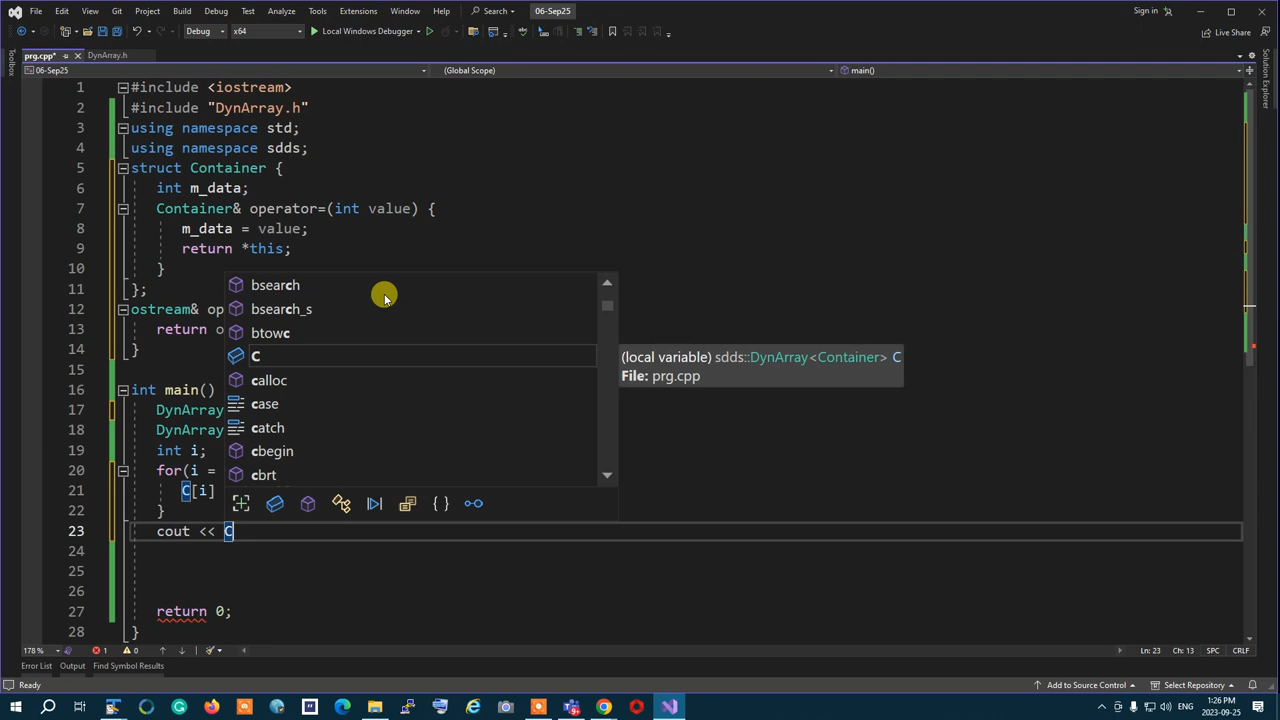 File Edit View Git Project Build Debug Test Analyze Tools Extensions Window Help Search 06-Sep25 Sign in
Debug x64 Local Windows Debugger Live Share
prg.cpp* DynArray.h
06-Sep25 (Global Scope) main()
Toolbox
Solution Explorer
1 #include <iostream>
2 #include "DynArray.h"
3 using namespace std;
4 using namespace sdds;
5 struct Container {
6 int m_data;
7 Container& operator=(int value) {
8 m_data = value;
9 return *this;
10 }
11 };
12 ostream& op
13 return o
14 }
15
16 int main()
17 DynArray
18 DynArray
19 int i;
20 for(i =
21 C[i]
22 }
23 cout << C
24
25
26
27 return 0;
28 }
bsearch
bsearch_s
btowc
C
calloc
case
catch
cbegin
cbrt
(local variable) sdds::DynArray<Container> C
File: prg.cpp
178 % 1 0 Ln: 23 Ch: 13 SPC CRLF
Error List Output Find Symbol Results
Ready Add to Source Control Select Repository
ENG 1:26 PM 2023-09-25